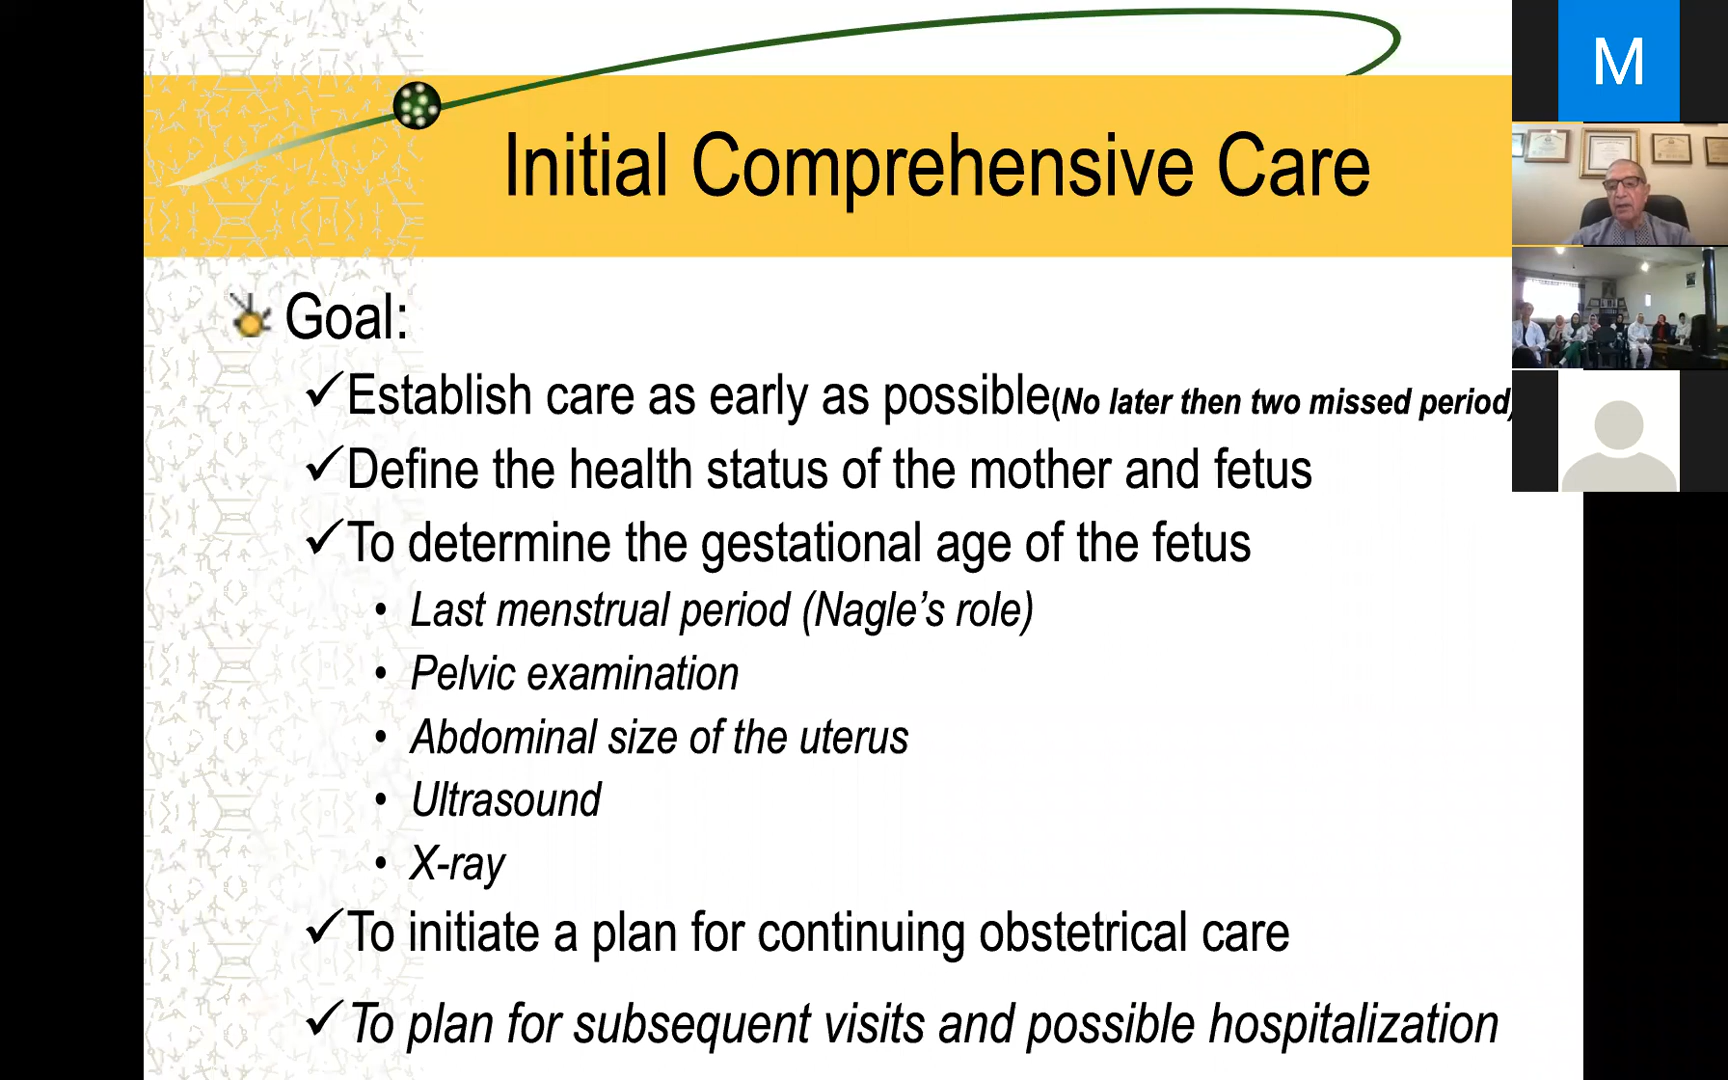 Initial Comprehensive Care
Goal:
✓Establish care as early as possible(No later then two missed period)
✓Define the health status of the mother and fetus
✓To determine the gestational age of the fetus
• Last menstrual period (Nagle’s role)
• Pelvic examination
• Abdominal size of the uterus
• Ultrasound
• X-ray
✓To initiate a plan for continuing obstetrical care
✓To plan for subsequent visits and possible hospitalization
M